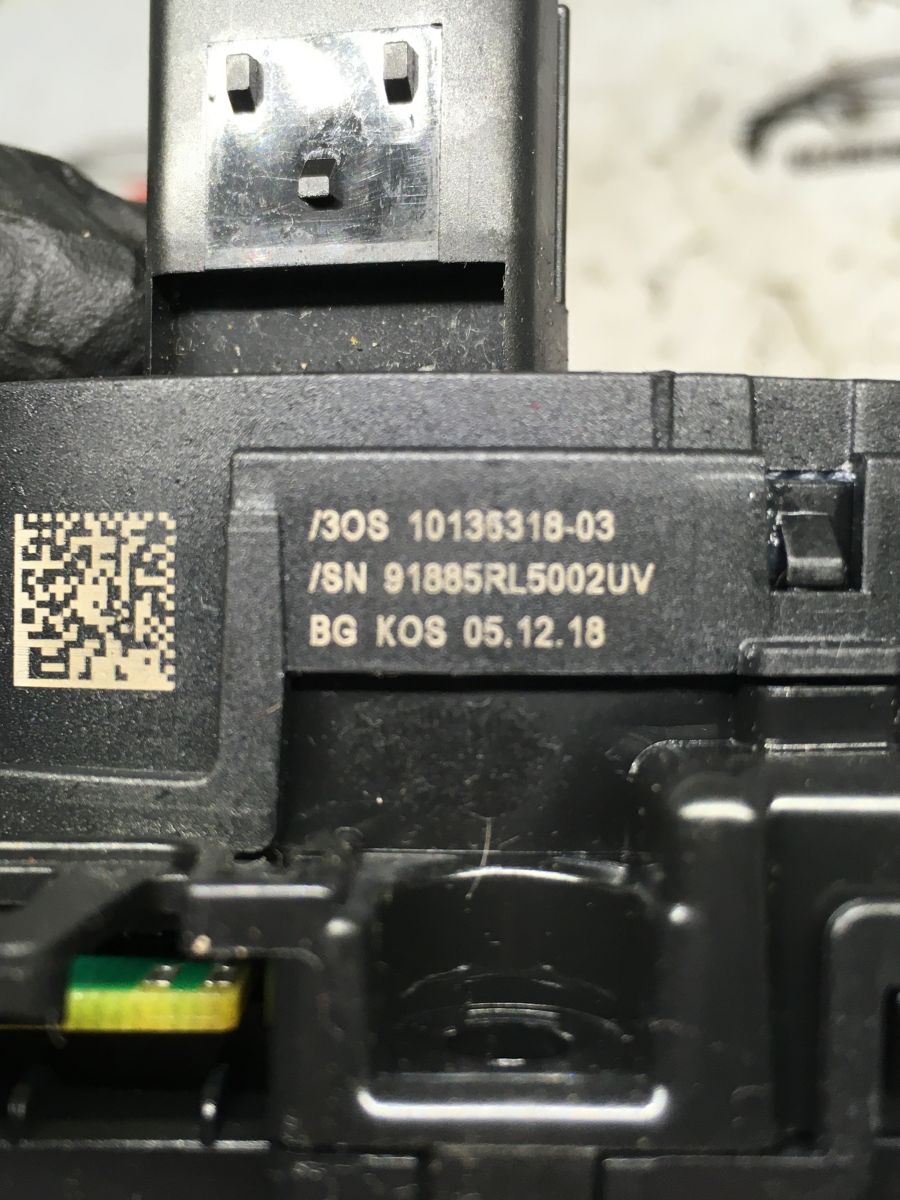 /3OS 10136318-03
/SN 91885RL5002UV
BG KOS 05.12.18